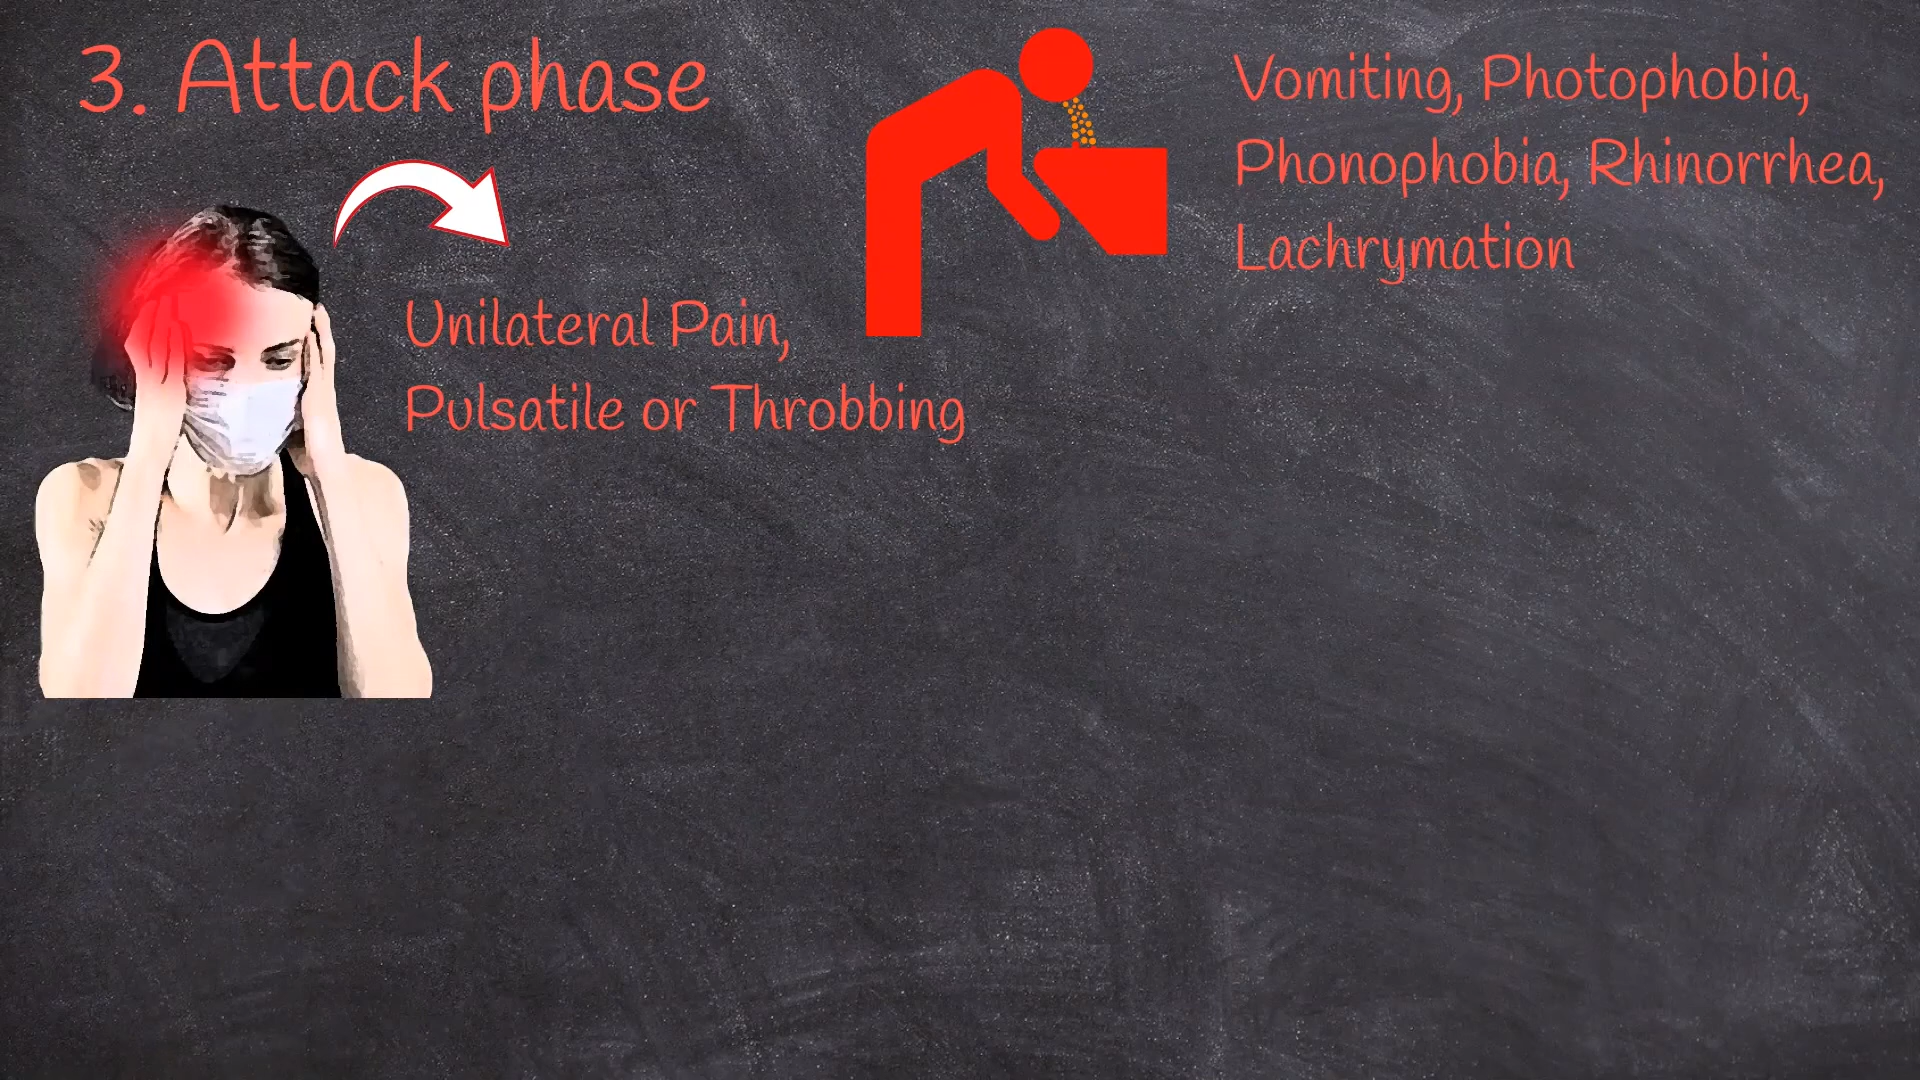 3. Attack phase
Unilateral Pain,
Pulsatile or Throbbing
Vomiting, Photophobia,
Phonophobia, Rhinorrhea,
Lachrymation